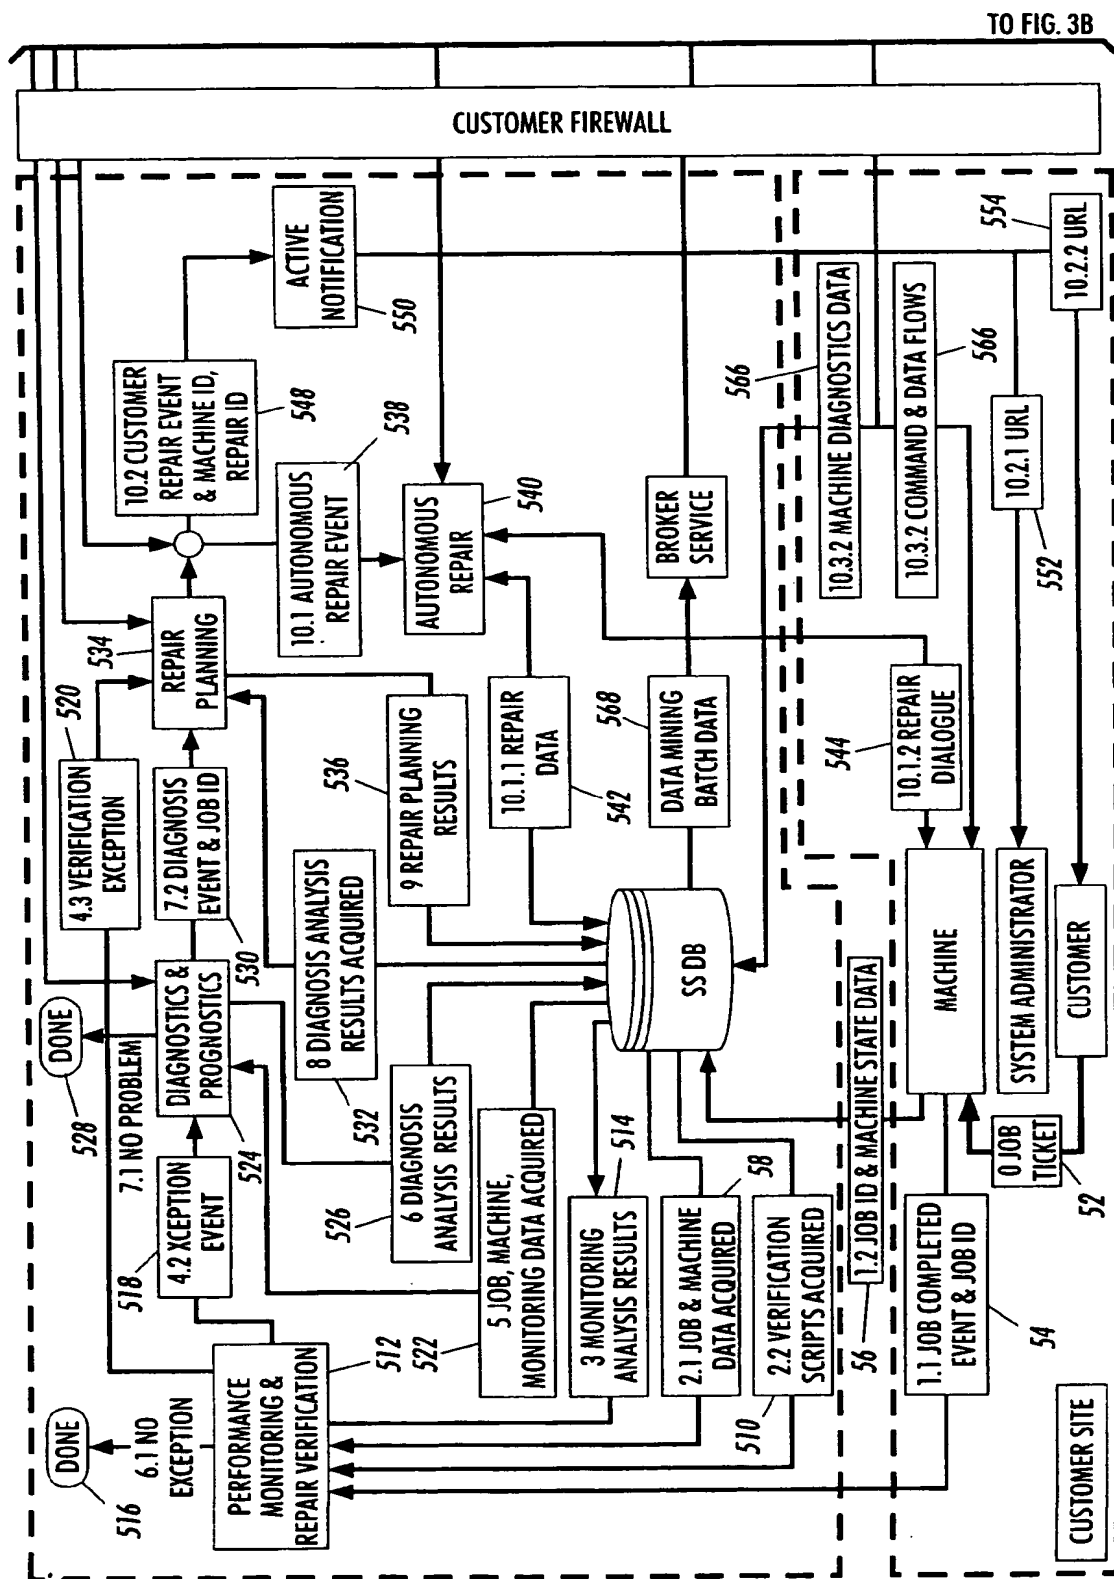 TO FIG. 3B
CUSTOMER FIREWALL
DONE
516
6.1 NO
EXCEPTION
PERFORMANCE
MONITORING &
REPAIR VERIFICATION
512
518
4.2 XCEPTION
EVENT
DONE
528
7.1 NO PROBLEM
DIAGNOSTICS &
PROGNOSTICS
524
4.3 VERIFICATION
EXCEPTION
520
7.2 DIAGNOSIS
EVENT & JOB ID
530
REPAIR
PLANNING
534
10.2 CUSTOMER
REPAIR EVENT
& MACHINE ID,
REPAIR ID
548
ACTIVE
NOTIFICATION
550
10.1 AUTONOMOUS
REPAIR EVENT
538
AUTONOMOUS
REPAIR
540
522
5 JOB, MACHINE,
MONITORING DATA ACQUIRED
526
6 DIAGNOSIS
ANALYSIS RESULTS
532
8 DIAGNOSIS ANALYSIS
RESULTS ACQUIRED
536
9 REPAIR PLANNING
RESULTS
10.1.1 REPAIR
DATA
542
3 MONITORING
ANALYSIS RESULTS
514
2.1 JOB & MACHINE
DATA ACQUIRED
58
2.2 VERIFICATION
SCRIPTS ACQUIRED
510
SS DB
DATA MINING
BATCH DATA
568
BROKER
SERVICE
56
1.2 JOB ID & MACHINE STATE DATA
1.1 JOB COMPLETED
EVENT & JOB ID
54
MACHINE
544
10.1.2 REPAIR
DIALOGUE
566
10.3.2 MACHINE DIAGNOSTICS DATA
10.3.2 COMMAND & DATA FLOWS
566
0 JOB
TICKET
52
SYSTEM ADMINISTRATOR
10.2.1 URL
552
CUSTOMER
10.2.2 URL
554
CUSTOMER SITE